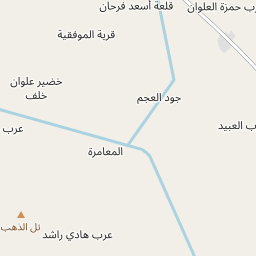 قلعة أسعد فرحان
عرب حمزة العلوان
قرية الموفقية
خضير علوان
خلف
جود العجم
ب العبيد
عرب
المعامرة
تل الذهب
عرب هادي راشد